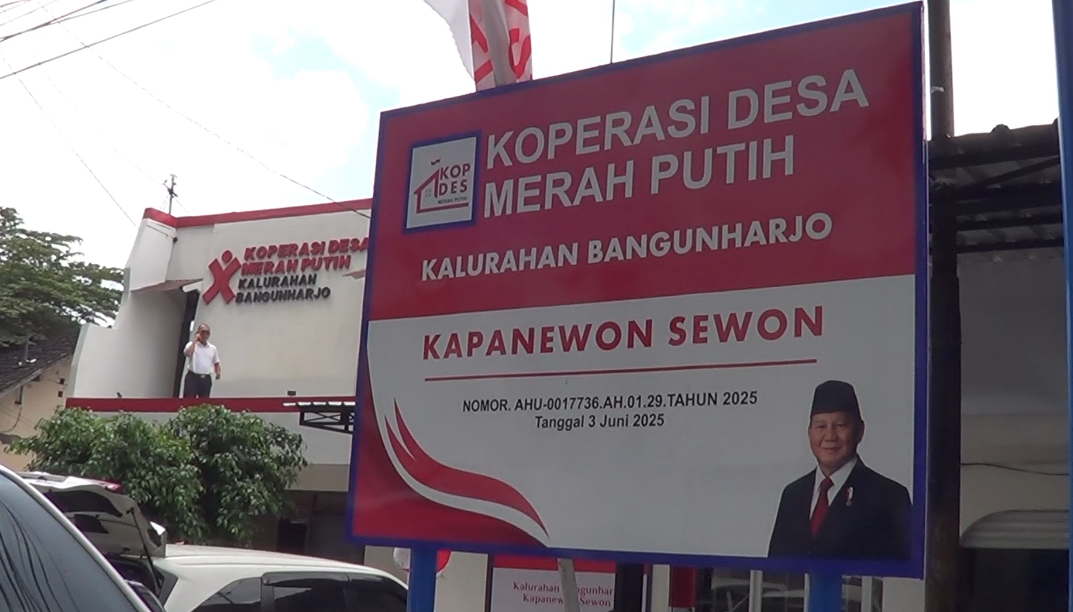 KOPERASI DESA
MERAH PUTIH
KALURAHAN BANGUNHARJO
KOP
DES
MERAH PUTIH
KAPANEWON SEWON
NOMOR. AHU-0017736.AH.01.29.TAHUN 2025
Tanggal 3 Juni 2025
KOPERASI DESA
MERAH PUTIH
KALURAHAN
BANGUNHARJO
Kalurahan Bangunhar
Kapanewon Sewon